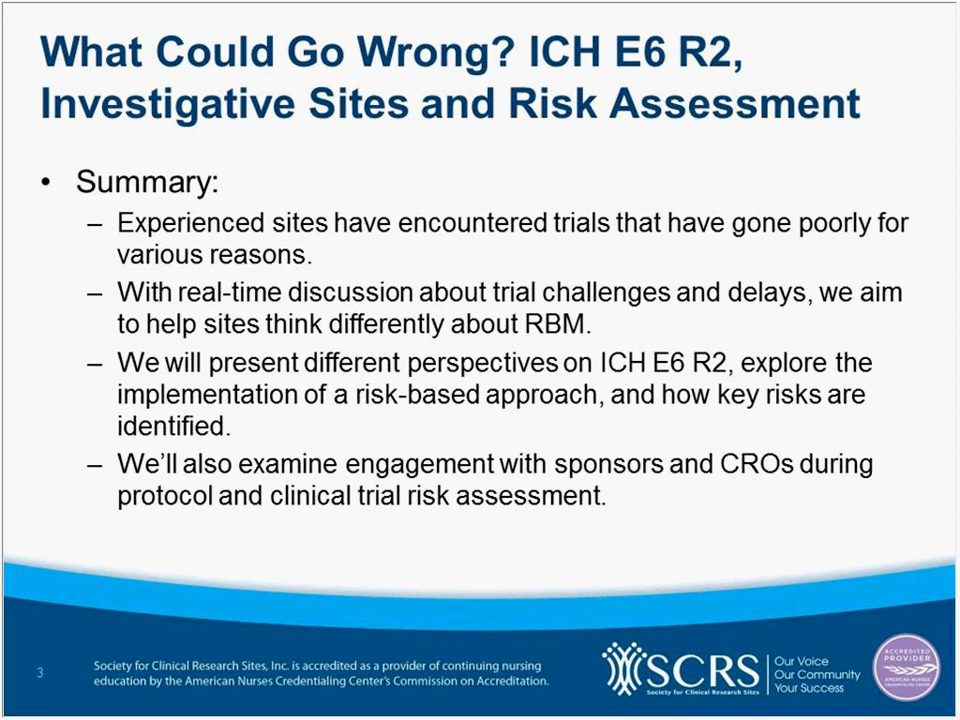 What Could Go Wrong? ICH E6 R2,
Investigative Sites and Risk Assessment
• Summary:
– Experienced sites have encountered trials that have gone poorly for
various reasons.
– With real-time discussion about trial challenges and delays, we aim
to help sites think differently about RBM.
– We will present different perspectives on ICH E6 R2, explore the
implementation of a risk-based approach, and how key risks are
identified.
– We’ll also examine engagement with sponsors and CROs during
protocol and clinical trial risk assessment.
3
Society for Clinical Research Sites, Inc. is accredited as a provider of continuing nursing
education by the American Nurses Credentialing Center’s Commission on Accreditation.
SCRS
Society for Clinical Research Sites
Our Voice
Our Community
Your Success
ACCREDITED
PROVIDER
AMERICAN NURSES
CREDENTIALING CENTER